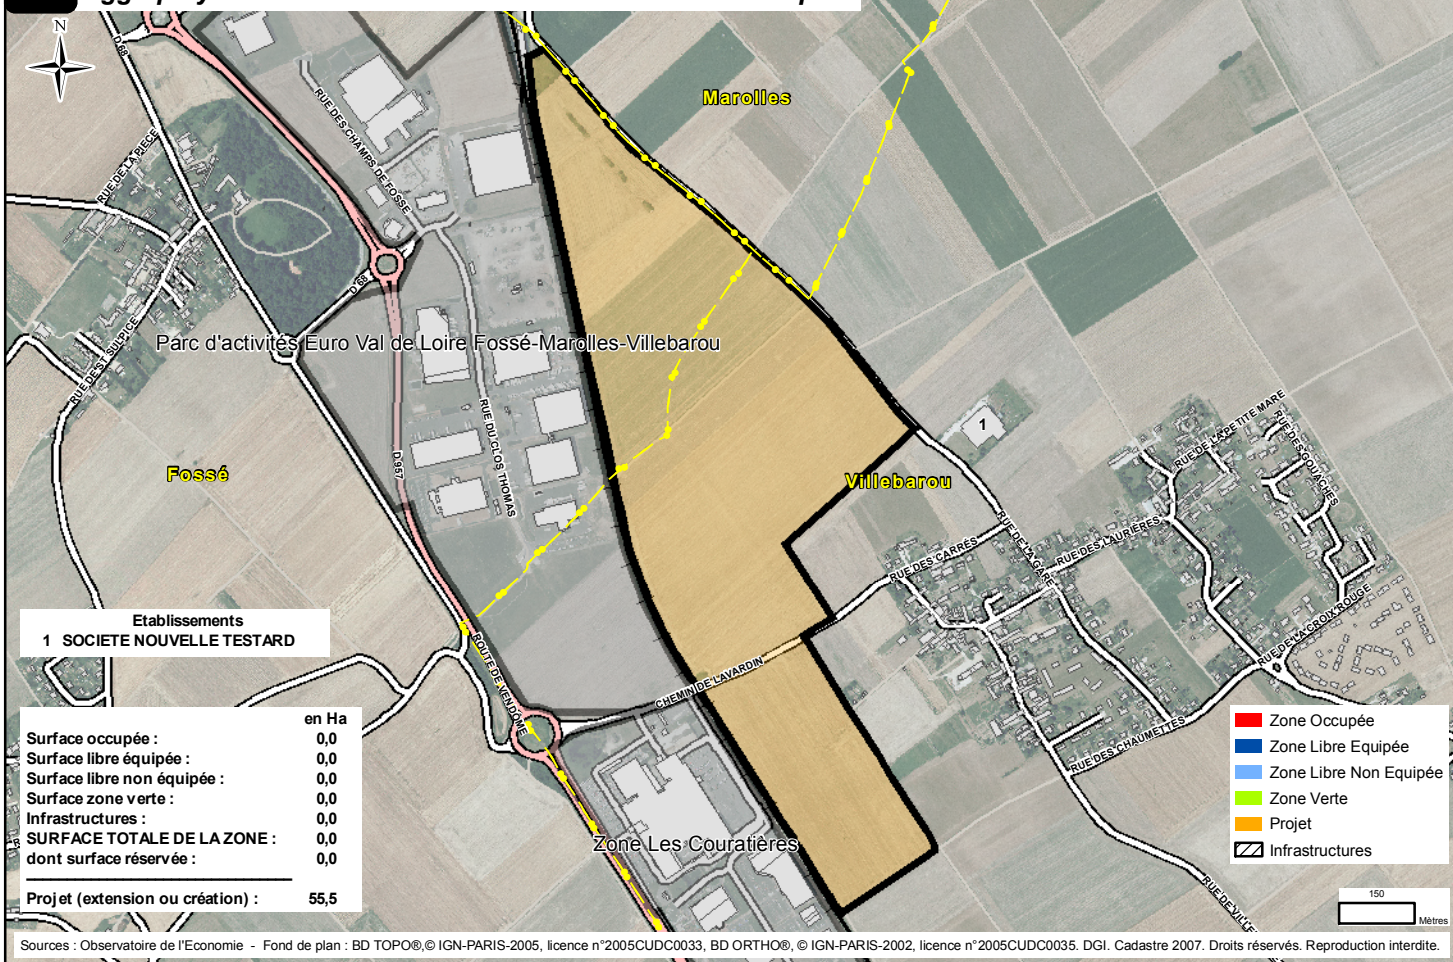 N
D 68
RUE DES CHAMPS DE FOSSE
RUE DE LA PIECE
Marolles
D 68
RUE DE ST SULPICE
Parc d'activités Euro Val de Loire Fossé-Marolles-Villebarou
RUE DU CLOS THOMAS
D 957
Fossé
1
Villebarou
RUE DE LA PETITE MARE
RUE DES GOUACHES
RUE DES CARRÉS
RUE DE LA GARE
RUE DES LAURIÈRES
RUE DE LA CROIX ROUGE
Etablissements
1 SOCIETE NOUVELLE TESTARD
ROUTE DE VENDÔME
CHEMIN DE LAVARDIN
RUE DES CHAUMETTES
Zone Les Couratières
en Ha
Surface occupée : 0,0
Surface libre équipée : 0,0
Surface libre non équipée : 0,0
Surface zone verte : 0,0
Infrastructures : 0,0
SURFACE TOTALE DE LA ZONE : 0,0
dont surface réservée : 0,0
Projet (extension ou création) : 55,5
Zone Occupée
Zone Libre Equipée
Zone Libre Non Equipée
Zone Verte
Projet
Infrastructures
150
Mètres
Sources : Observatoire de l'Economie - Fond de plan : BD TOPO®,© IGN-PARIS-2005, licence n°2005CUDC0033, BD ORTHO®, © IGN-PARIS-2002, licence n°2005CUDC0035. DGI. Cadastre 2007. Droits réservés. Reproduction interdite.